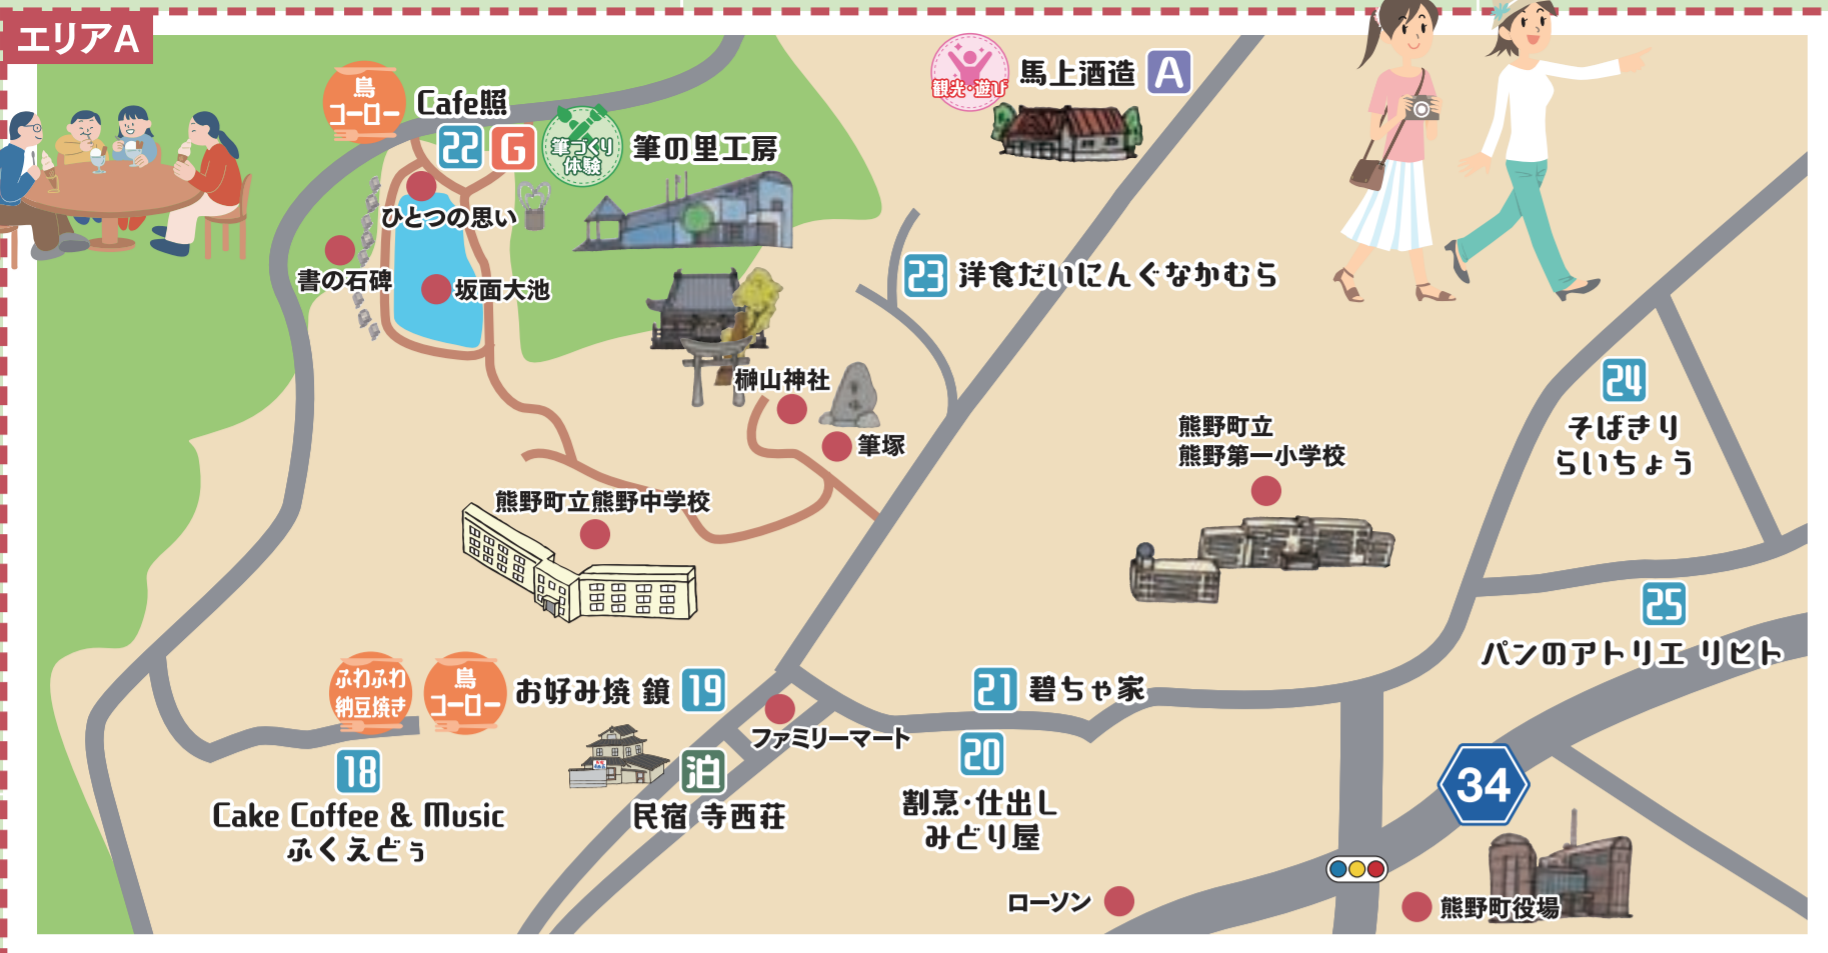 エリアA
鳥
コーロー
Cafe照
22
G
筆づくり
体験
筆の里工房
観光・遊び
馬上酒造
A
ひとつの思い
書の石碑
坂面大池
23
洋食だいにんぐなかむら
榊山神社
筆塚
24
そばきり
らいちょう
熊野町立
熊野第一小学校
熊野町立熊野中学校
25
パンのアトリエ リヒト
ふわふわ
納豆焼き
鳥
コーロー
お好み焼 鏡
19
21
碧ちゃ家
ファミリーマート
18
Cake Coffee & Music
ふくえどぅ
泊
民宿 寺西荘
20
割烹・仕出し
みどり屋
34
ローソン
熊野町役場